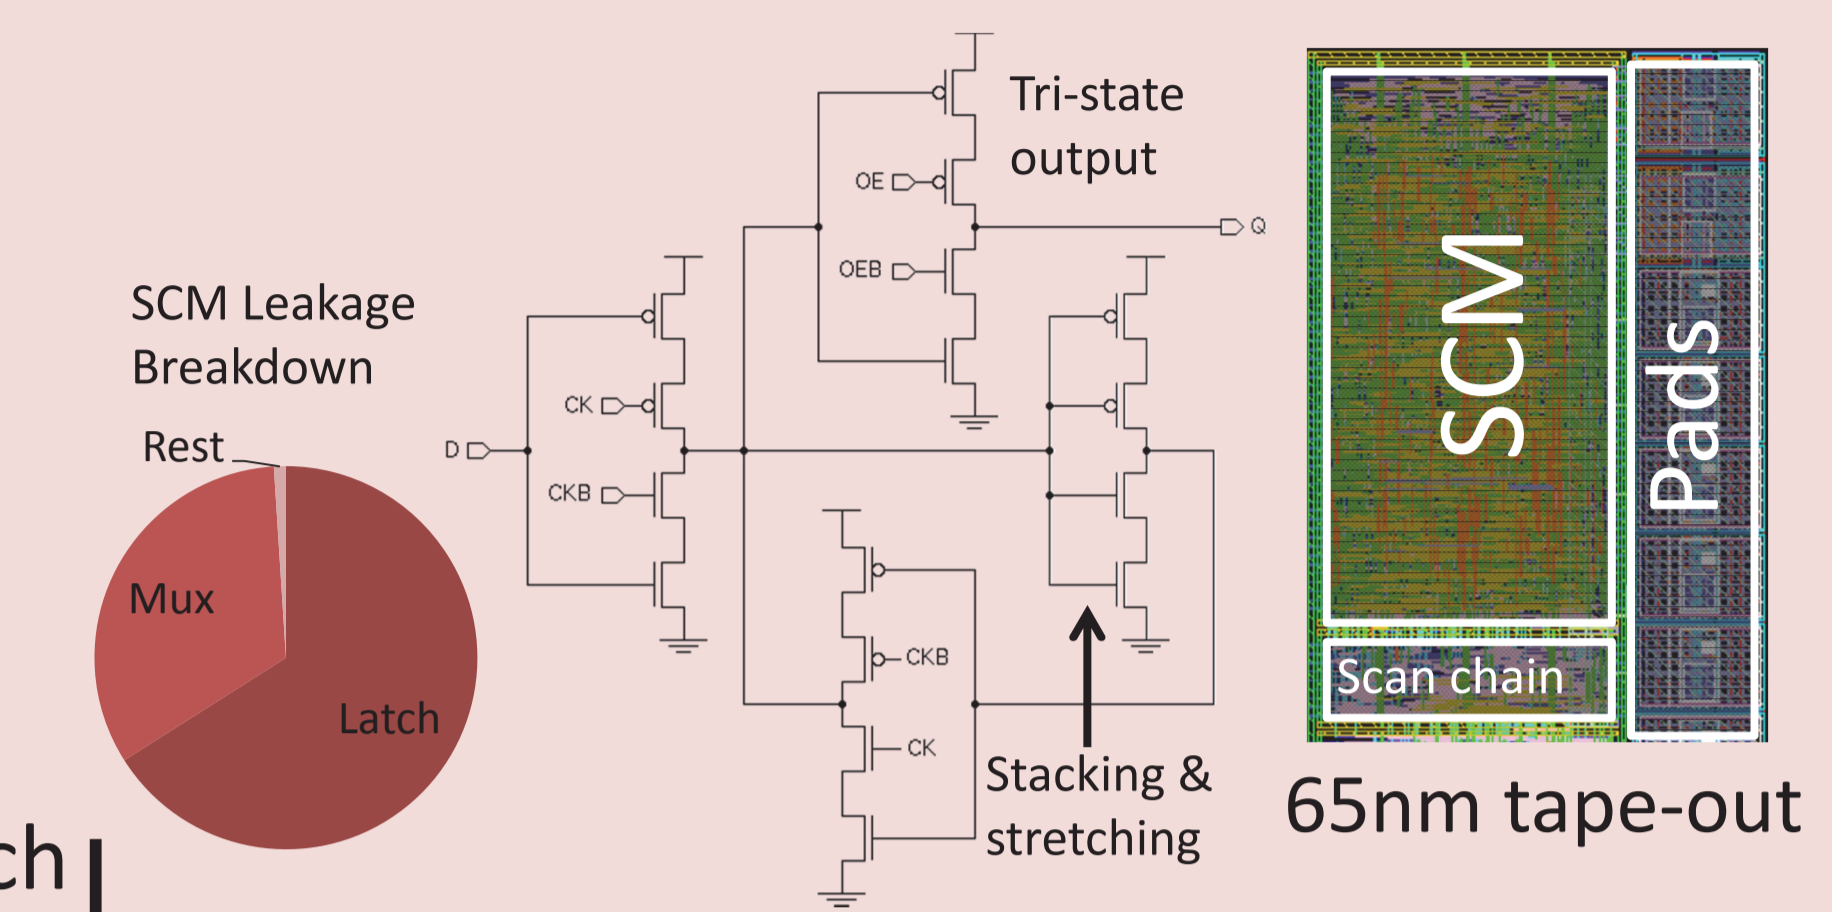 SCM Leakage
Breakdown
Rest
Mux
Latch
ch
Tri-state
output
OE
OEB
Q
D
CK
CKB
CKB
CK
Stacking &
stretching
SCM
Pads
Scan chain
65nm tape-out